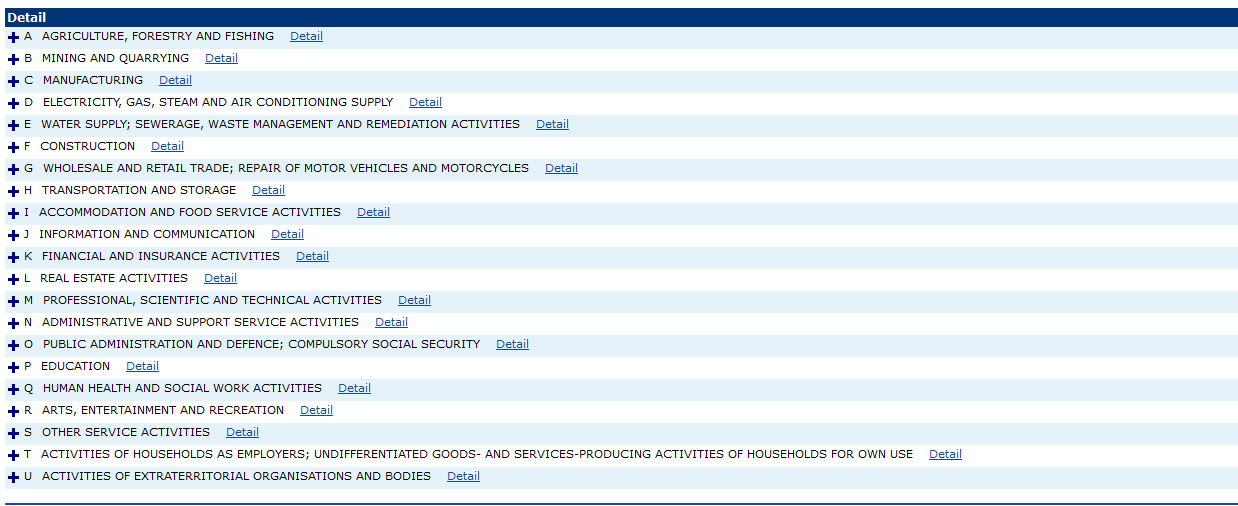 Detail
A AGRICULTURE, FORESTRY AND FISHING Detail
B MINING AND QUARRYING Detail
C MANUFACTURING Detail
D ELECTRICITY, GAS, STEAM AND AIR CONDITIONING SUPPLY Detail
E WATER SUPPLY; SEWERAGE, WASTE MANAGEMENT AND REMEDIATION ACTIVITIES Detail
F CONSTRUCTION Detail
G WHOLESALE AND RETAIL TRADE; REPAIR OF MOTOR VEHICLES AND MOTORCYCLES Detail
H TRANSPORTATION AND STORAGE Detail
I ACCOMMODATION AND FOOD SERVICE ACTIVITIES Detail
J INFORMATION AND COMMUNICATION Detail
K FINANCIAL AND INSURANCE ACTIVITIES Detail
L REAL ESTATE ACTIVITIES Detail
M PROFESSIONAL, SCIENTIFIC AND TECHNICAL ACTIVITIES Detail
N ADMINISTRATIVE AND SUPPORT SERVICE ACTIVITIES Detail
O PUBLIC ADMINISTRATION AND DEFENCE; COMPULSORY SOCIAL SECURITY Detail
P EDUCATION Detail
Q HUMAN HEALTH AND SOCIAL WORK ACTIVITIES Detail
R ARTS, ENTERTAINMENT AND RECREATION Detail
S OTHER SERVICE ACTIVITIES Detail
T ACTIVITIES OF HOUSEHOLDS AS EMPLOYERS; UNDIFFERENTIATED GOODS- AND SERVICES-PRODUCING ACTIVITIES OF HOUSEHOLDS FOR OWN USE Detail
U ACTIVITIES OF EXTRATERRITORIAL ORGANISATIONS AND BODIES Detail